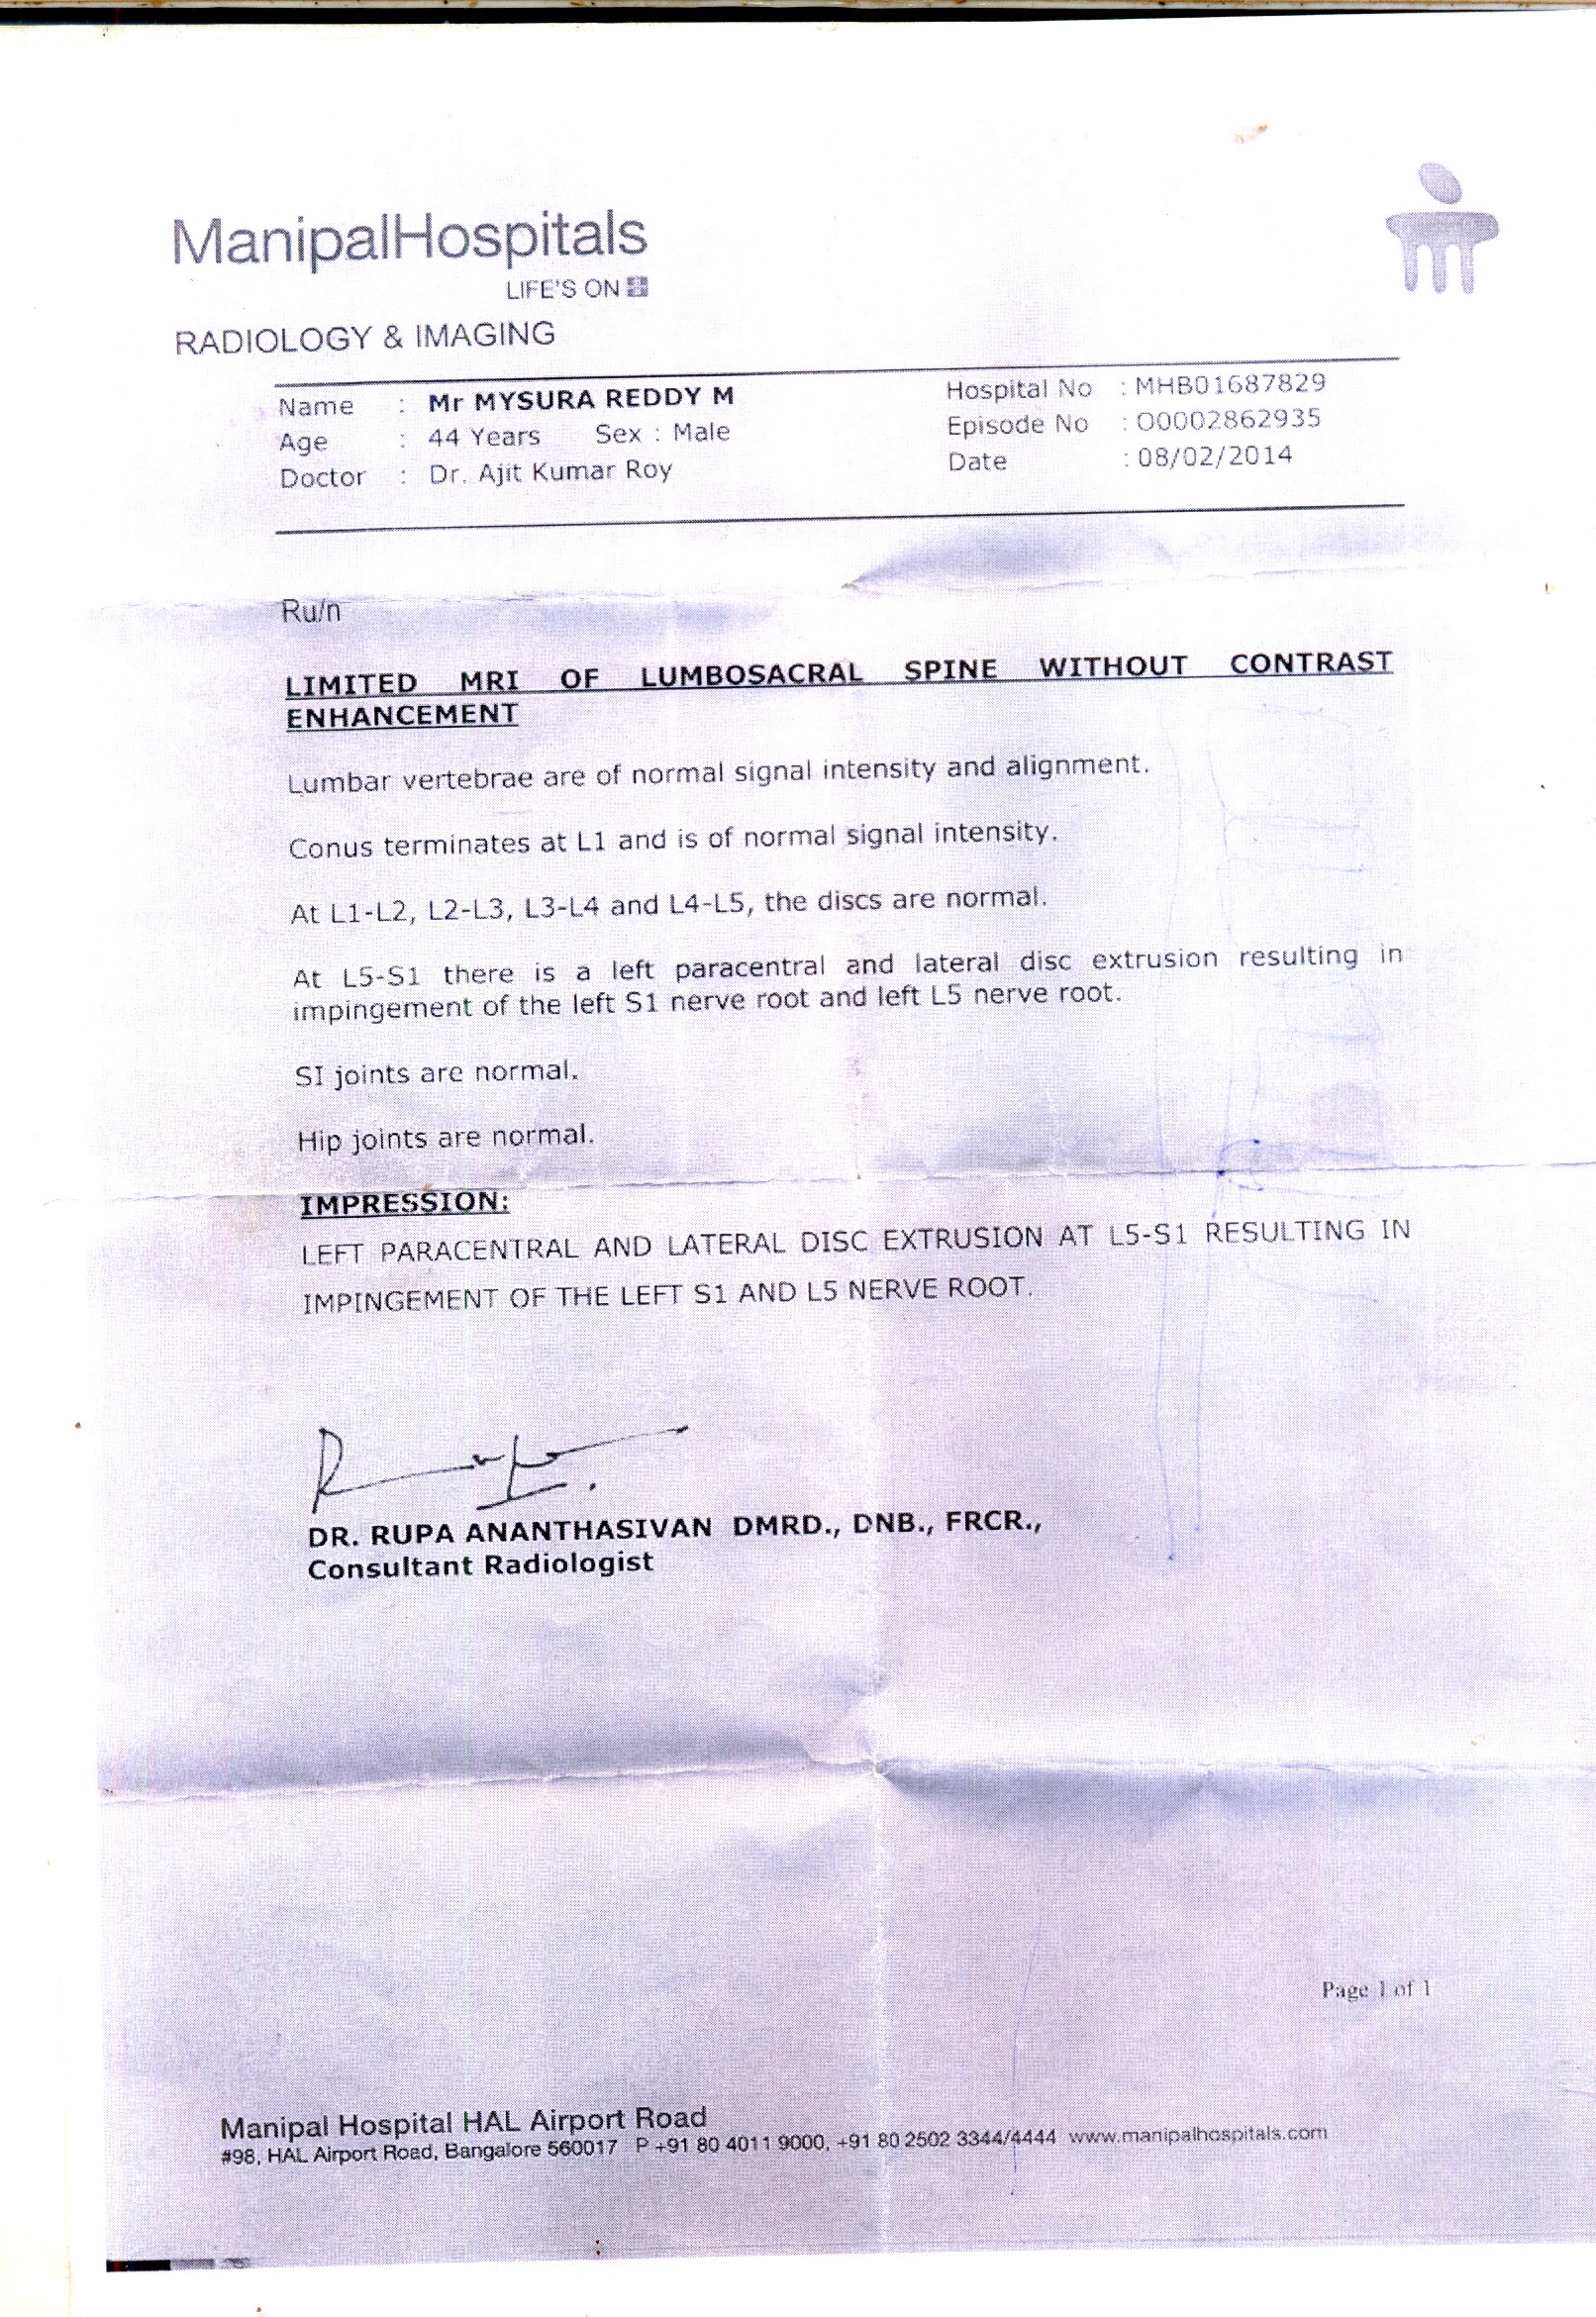 ManipalHospitals
LIFE'S ON
RADIOLOGY & IMAGING
Name : Mr MYSURA REDDY M Hospital No : MHB01687829
Age : 44 Years Sex : Male Episode No : O00002862935
Doctor : Dr. Ajit Kumar Roy Date : 08/02/2014
Ru/n
LIMITED MRI OF LUMBOSACRAL SPINE WITHOUT CONTRAST
ENHANCEMENT
Lumbar vertebrae are of normal signal intensity and alignment.
Conus terminates at L1 and is of normal signal intensity.
At L1-L2, L2-L3, L3-L4 and L4-L5, the discs are normal.
At L5-S1 there is a left paracentral and lateral disc extrusion resulting in
impingement of the left S1 nerve root and left L5 nerve root.
SI joints are normal.
Hip joints are normal.
IMPRESSION:
LEFT PARACENTRAL AND LATERAL DISC EXTRUSION AT L5-S1 RESULTING IN
IMPINGEMENT OF THE LEFT S1 AND L5 NERVE ROOT.
DR. RUPA ANANTHASIVAN DMRD., DNB., FRCR.,
Consultant Radiologist
Page 1 of 1
Manipal Hospital HAL Airport Road
#98, HAL Airport Road, Bangalore 560017 P +91 80 4011 9000, +91 80 2502 3344/4444 www.manipalhospitals.com